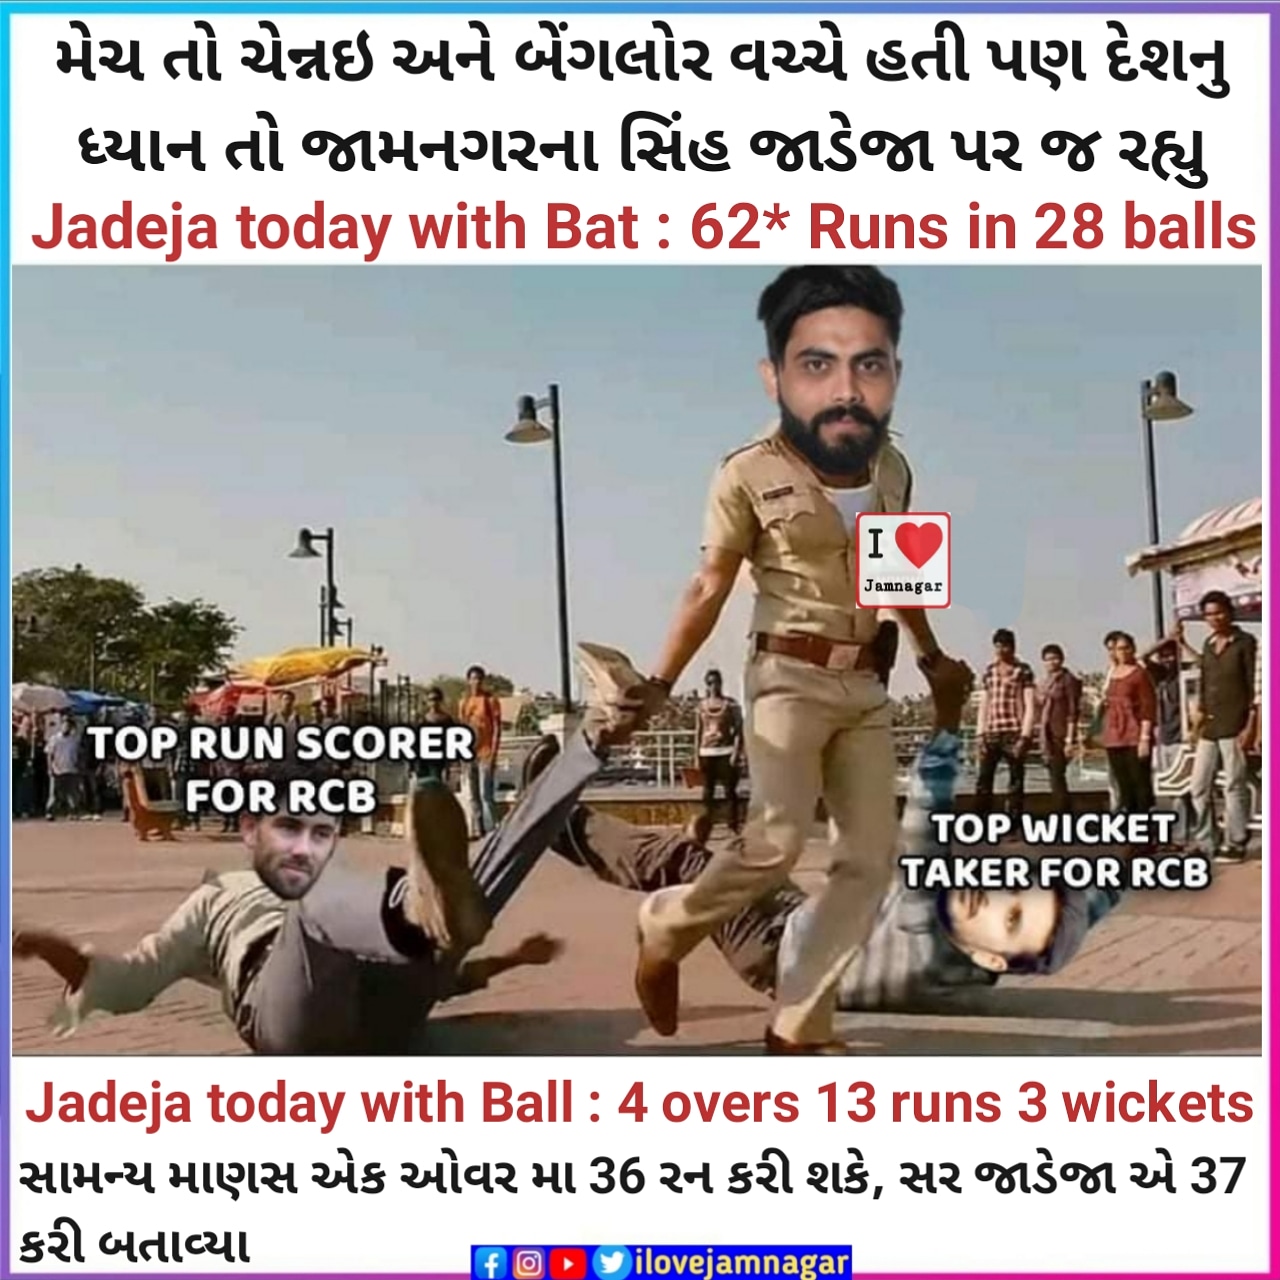 મેચ તો ચેન્નઇ અને બેંગલોર વચ્ચે હતી પણ દેશનુ
ધ્યાન તો જામનગરના સિંહ જાડેજા પર જ રહ્યુ
Jadeja today with Bat : 62* Runs in 28 balls
I
Jamnagar
TOP RUN SCORER
FOR RCB
TOP WICKET
TAKER FOR RCB
Jadeja today with Ball : 4 overs 13 runs 3 wickets
સામન્ય માણસ એક ઓવર મા 36 રન કરી શકે, સર જાડેજા એ 37
કરી બતાવ્યા
ilovejamnagar